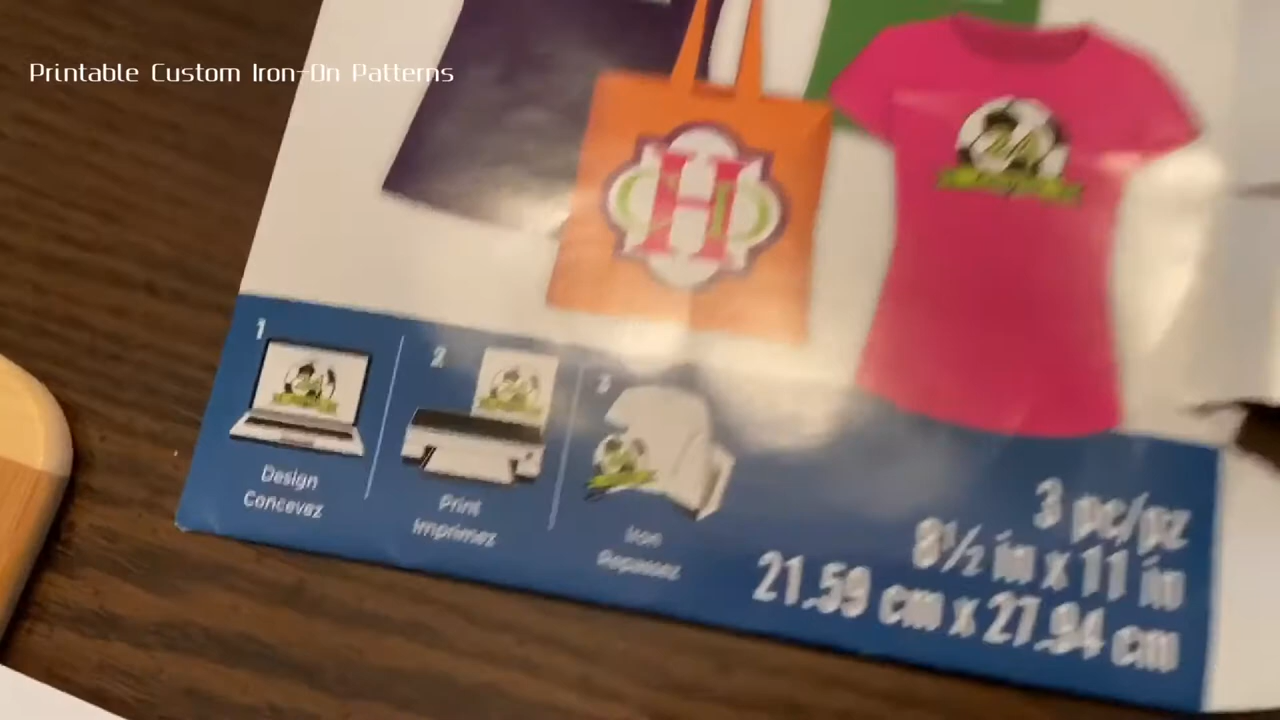 Printable Custom Iron-On Patterns
H
1
Design
Concevez
2
Print
Imprimez
3
Iron
Repassez
3 pc/pz
8½ in x 11 in
21.59 cm x 27.94 cm